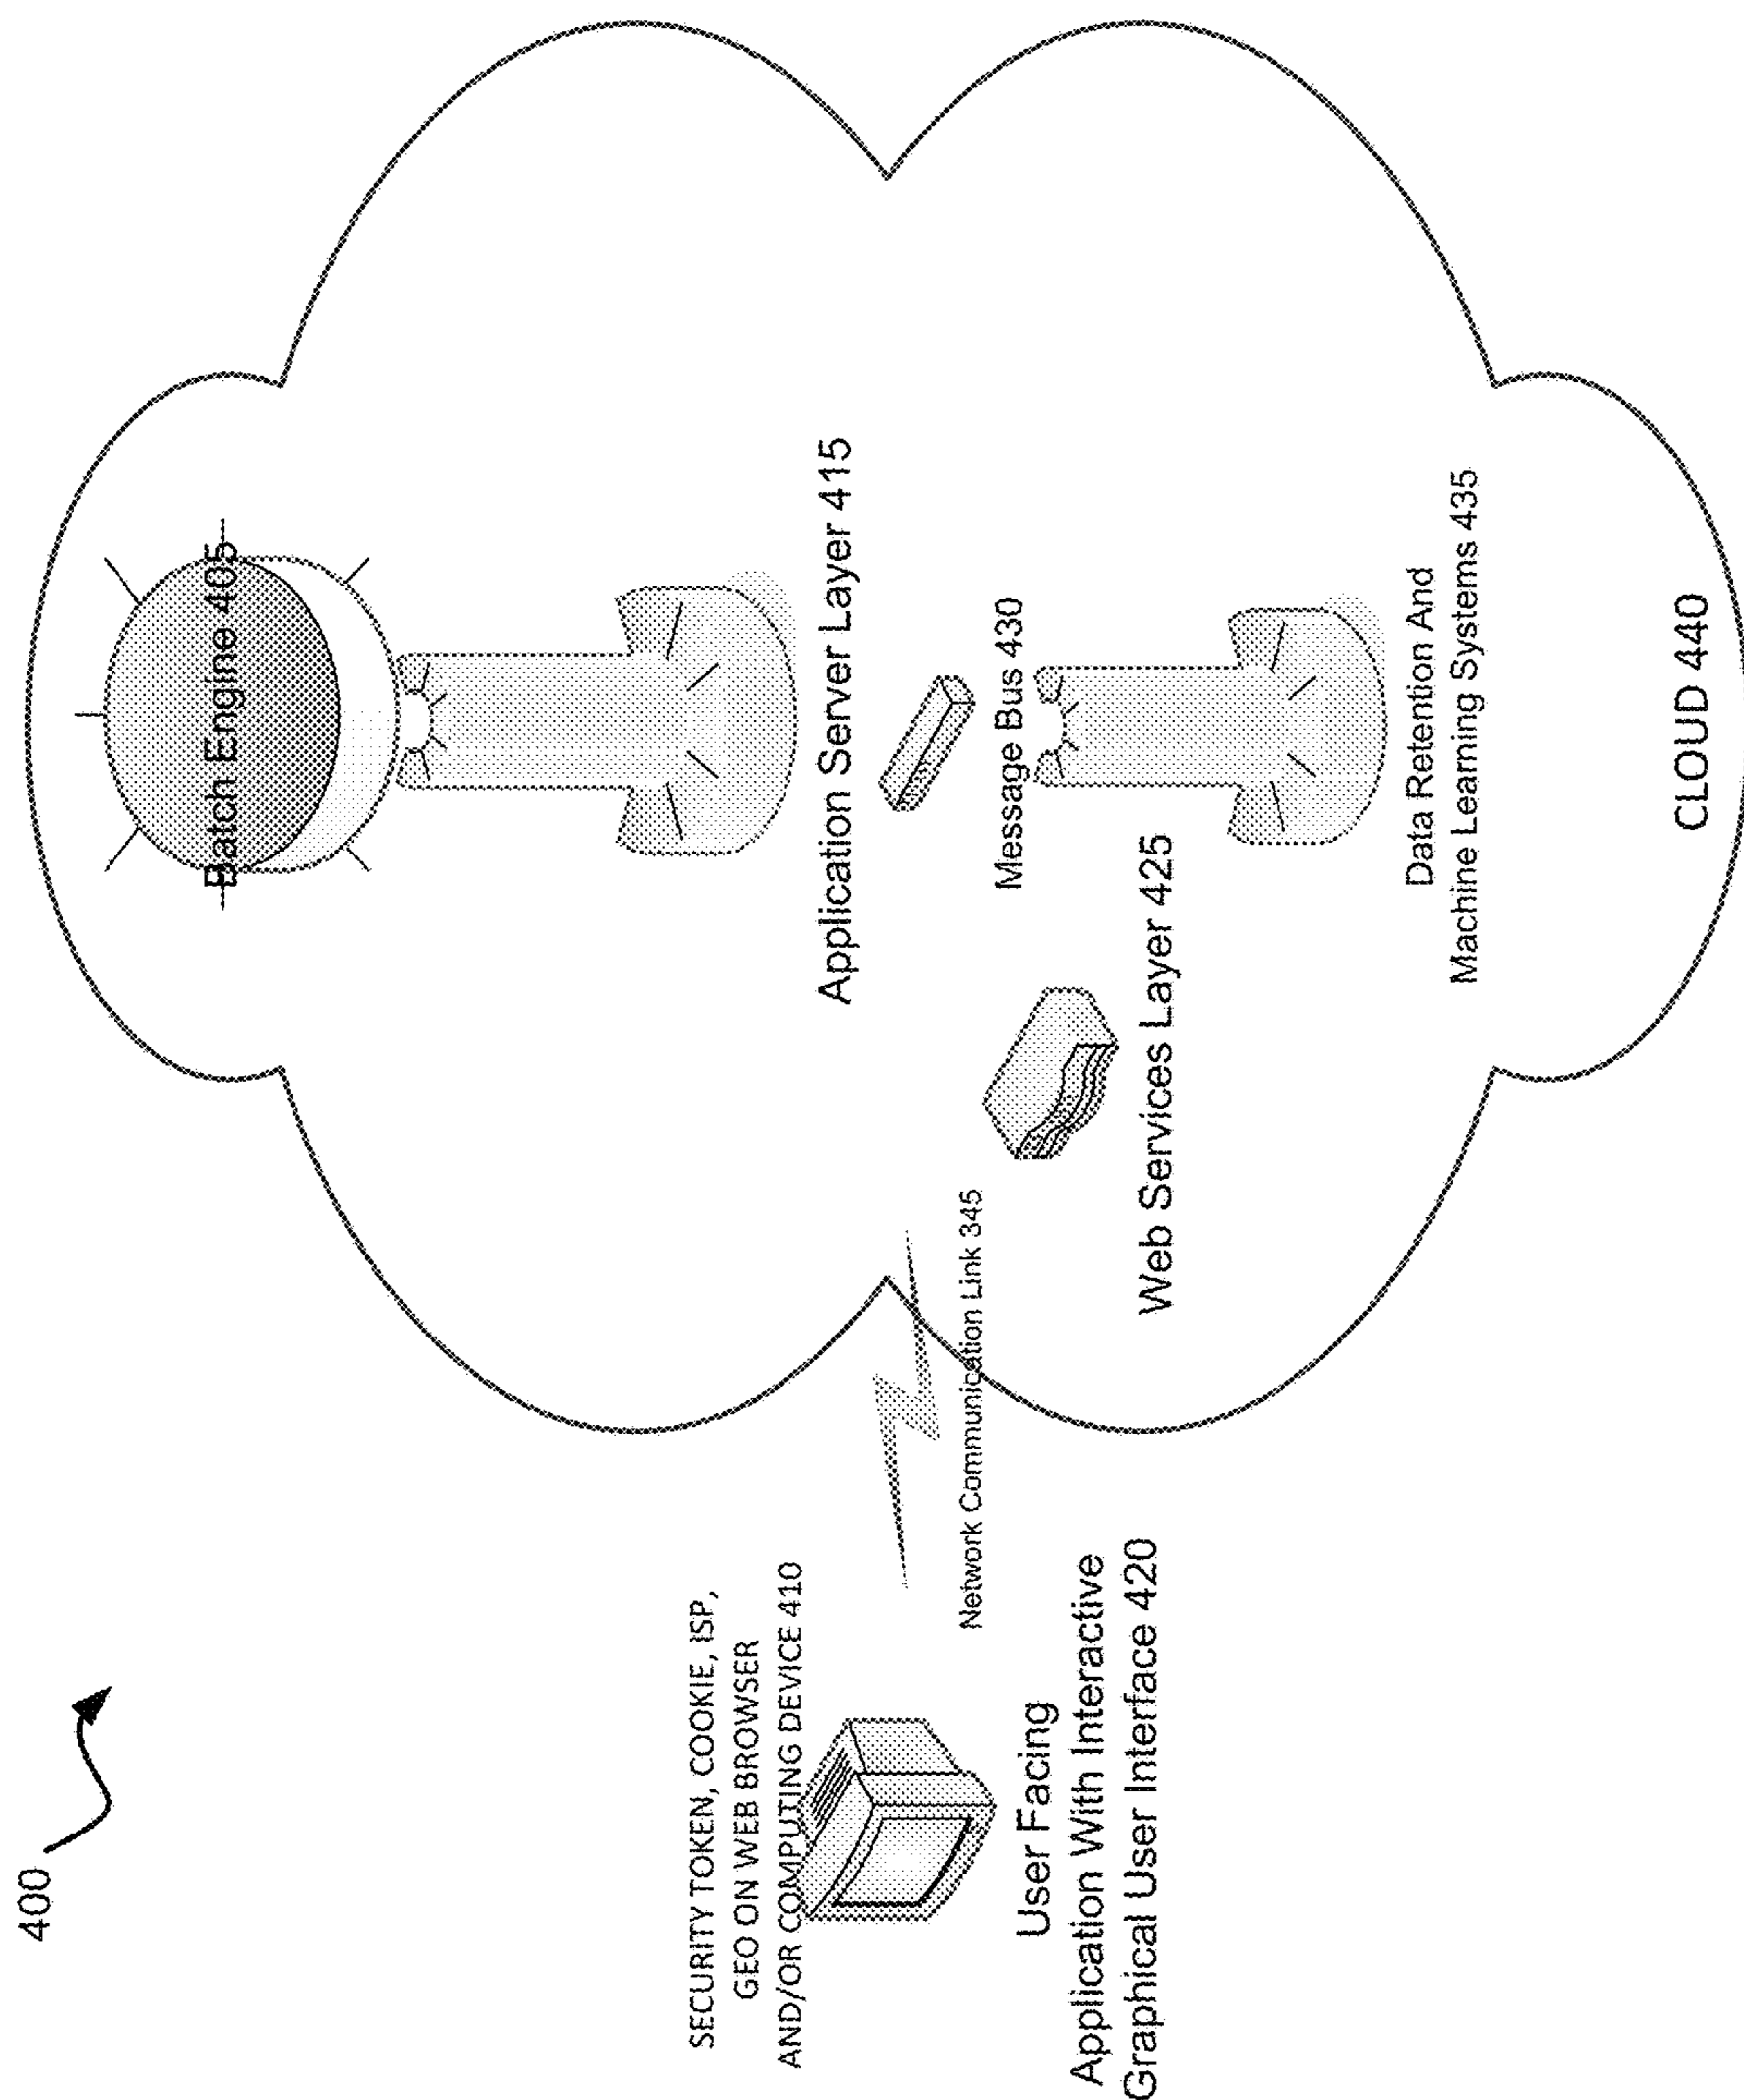 400
Batch Engine 405
SECURITY TOKEN, COOKIE, ISP,
GEO ON WEB BROWSER
AND/OR COMPUTING DEVICE 410
Application Server Layer 415
Network Communication Link 345
Message Bus 430
User Facing
Application With Interactive
Graphical User Interface 420
Web Services Layer 425
Data Retention And
Machine Learning Systems 435
CLOUD 440